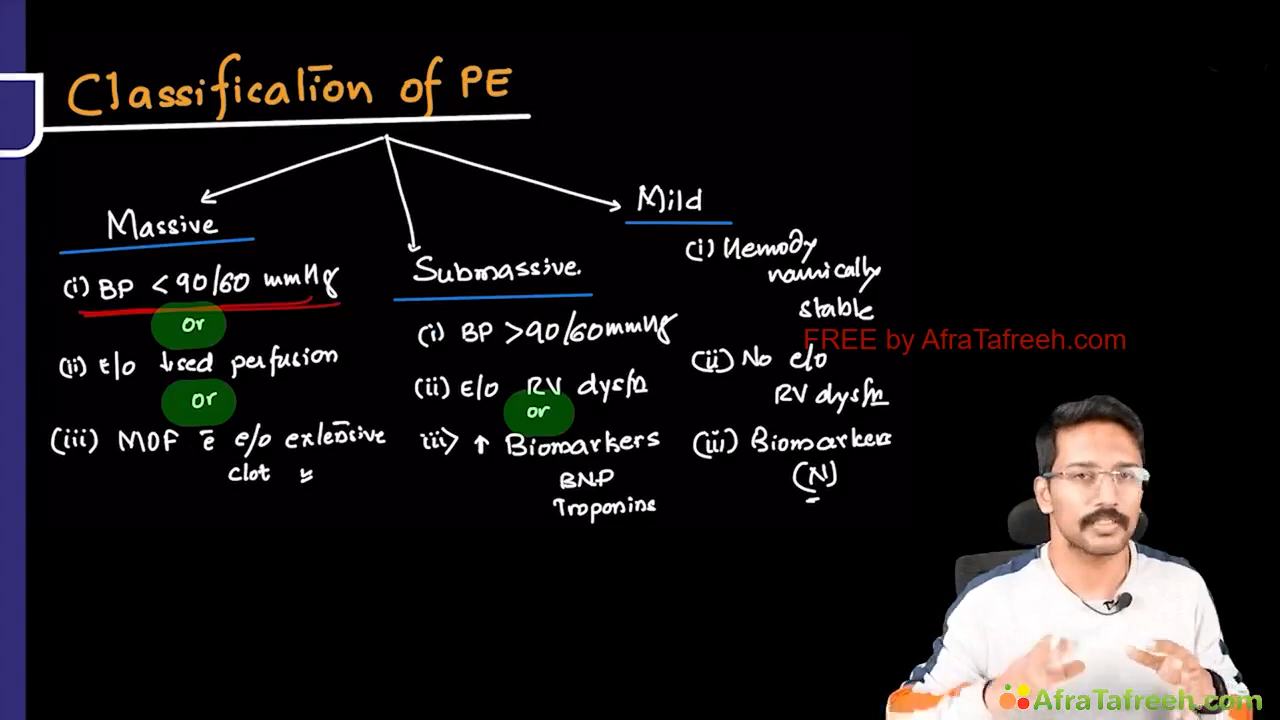 Classification of PE
Massive
(i) BP < 90/60 mmHg
or
(ii) E/o ↓sed perfusion
or
(iii) MOF c̄ e/o extensive
clot
Submassive.
(i) BP >90/60mmHg
(ii) E/o RV dysfn
or
iii> ↑ Biomarkers
BNP
Troponins
Mild
(i) Hemody
namically
stable
(ii) No e/o
RV dysfn
(iii) Biomarkers
(N)
FREE by AfraTafreeh.com
AfraTafreeh.com